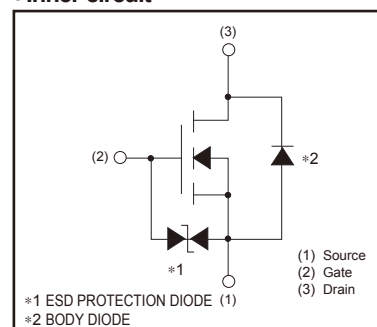 Inner circuit
(3)
(2)
∗2
∗1
(1) Source
(2) Gate
(3) Drain
∗1 ESD PROTECTION DIODE (1)
∗2 BODY DIODE